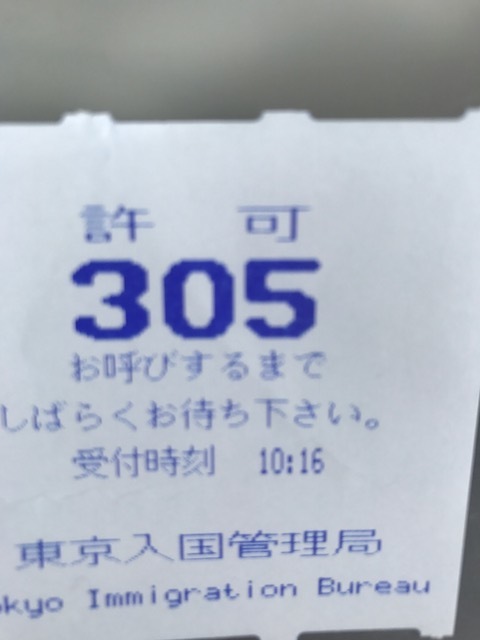 許可
305
お呼びするまで
しばらくお待ち下さい。
受付時刻 10:16
東京入国管理局
okyo Immigration Bureau